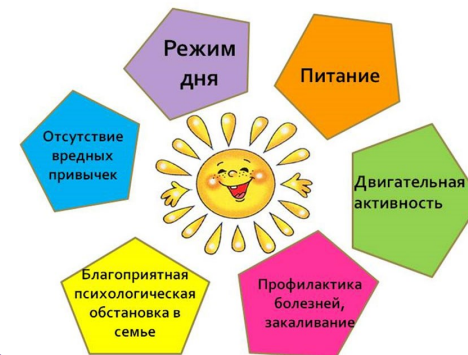 Режим
дня
Питание
Отсутствие
вредных
привычек
Двигательная
активность
Благоприятная
психологическая
обстановка в
семье
Профилактика
болезней,
закаливание